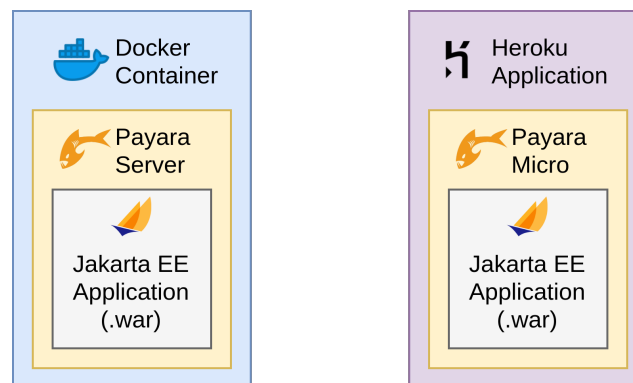 Docker
Container
Payara
Server
Jakarta EE
Application
(.war)
Heroku
Application
Payara
Micro
Jakarta EE
Application
(.war)